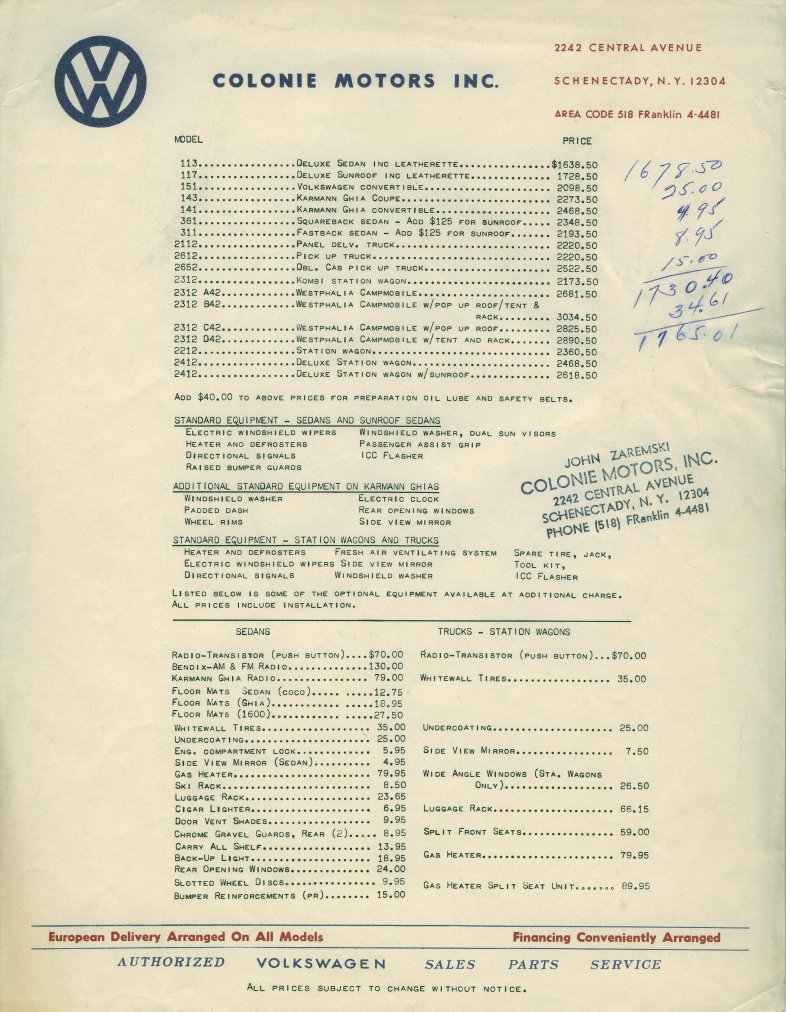 VW
COLONIE MOTORS INC.
2242 CENTRAL AVENUE
SCHENECTADY, N. Y. 12304
AREA CODE 518 FRanklin 4-4481
MODEL PRICE
113.................DELUXE SEDAN INC LEATHERETTE................$1638.50
117.................DELUXE SUNROOF INC LEATHERETTE.............. 1728.50
151.................VOLKSWAGEN CONVERTIBLE...................... 2098.50
143.................KARMANN GHIA COUPE.......................... 2273.50
141.................KARMANN GHIA CONVERTIBLE.................... 2468.50
361.................SQUAREBACK SEDAN - ADD $125 FOR SUNROOF..... 2348.50
311.................FASTBACK SEDAN - ADD $125 FOR SUNROOF....... 2193.50
2112................PANEL DELV. TRUCK........................... 2220.50
2612................PICK UP TRUCK............................... 2220.50
2652................DBL. CAB PICK UP TRUCK...................... 2522.50
2312................KOMBI STATION WAGON......................... 2173.50
2312 A42............WESTPHALIA CAMPMOBILE....................... 2681.50
2312 B42............WESTPHALIA CAMPMOBILE W/POP UP ROOF/TENT &
RACK......... 3034.50
2312 C42............WESTPHALIA CAMPMOBILE W/POP UP ROOF......... 2825.50
2312 D42............WESTPHALIA CAMPMOBILE W/TENT AND RACK....... 2890.50
2212................STATION WAGON............................... 2360.50
2412................DELUXE STATION WAGON........................ 2468.50
2412................DELUXE STATION WAGON W/SUNROOF.............. 2618.50
1678.50
25.00
4.95
8.95
15.00
1730.40
34.61
1765.01
ADD $40.00 TO ABOVE PRICES FOR PREPARATION OIL LUBE AND SAFETY BELTS.
STANDARD EQUIPMENT - SEDANS AND SUNROOF SEDANS
ELECTRIC WINDSHIELD WIPERS WINDSHIELD WASHER, DUAL SUN VISORS
HEATER AND DEFROSTERS PASSENGER ASSIST GRIP
DIRECTIONAL SIGNALS ICC FLASHER
RAISED BUMPER GUARDS
JOHN ZAREMSKI
COLONIE MOTORS, INC.
2242 CENTRAL AVENUE
SCHENECTADY, N. Y. 12304
PHONE (518) FRanklin 4-4481
ADDITIONAL STANDARD EQUIPMENT ON KARMANN GHIAS
WINDSHIELD WASHER ELECTRIC CLOCK
PADDED DASH REAR OPENING WINDOWS
WHEEL RIMS SIDE VIEW MIRROR
STANDARD EQUIPMENT - STATION WAGONS AND TRUCKS
HEATER AND DEFROSTERS FRESH AIR VENTILATING SYSTEM SPARE TIRE, JACK,
ELECTRIC WINDSHIELD WIPERS SIDE VIEW MIRROR TOOL KIT,
DIRECTIONAL SIGNALS WINDSHIELD WASHER ICC FLASHER
LISTED BELOW IS SOME OF THE OPTIONAL EQUIPMENT AVAILABLE AT ADDITIONAL CHARGE.
ALL PRICES INCLUDE INSTALLATION.
SEDANS
RADIO-TRANSISTOR (PUSH BUTTON)....$70.00
BENDIX-AM & FM RADIO..............130.00
KARMANN GHIA RADIO................ 79.00
FLOOR MATS SEDAN (COCO)..... .....12.75
FLOOR MATS (GHIA)............ .....18.95
FLOOR MATS (1600)............ .....27.50
WHITEWALL TIRES.................... 35.00
UNDERCOATING....................... 25.00
ENG. COMPARTMENT LOCK.............. 5.95
SIDE VIEW MIRROR (SEDAN)........... 4.95
GAS HEATER......................... 79.95
SKI RACK........................... 8.50
LUGGAGE RACK....................... 23.65
CIGAR LIGHTER...................... 6.95
DOOR VENT SHADES................... 9.95
CHROME GRAVEL GUARDS, REAR (2)..... 8.95
CARRY ALL SHELF.................... 13.95
BACK-UP LIGHT...................... 18.95
REAR OPENING WINDOWS............... 24.00
SLOTTED WHEEL DISCS................ 9.95
BUMPER REINFORCEMENTS (PR)........ 15.00
TRUCKS - STATION WAGONS
RADIO-TRANSISTOR (PUSH BUTTON)...$70.00
WHITEWALL TIRES................... 35.00
UNDERCOATING...................... 25.00
SIDE VIEW MIRROR.................. 7.50
WIDE ANGLE WINDOWS (STA. WAGONS
ONLY).................... 26.50
LUGGAGE RACK...................... 66.15
SPLIT FRONT SEATS................. 59.00
GAS HEATER........................ 79.95
GAS HEATER SPLIT SEAT UNIT....... 89.95
European Delivery Arranged On All Models Financing Conveniently Arranged
AUTHORIZED VOLKSWAGEN SALES PARTS SERVICE
ALL PRICES SUBJECT TO CHANGE WITHOUT NOTICE.